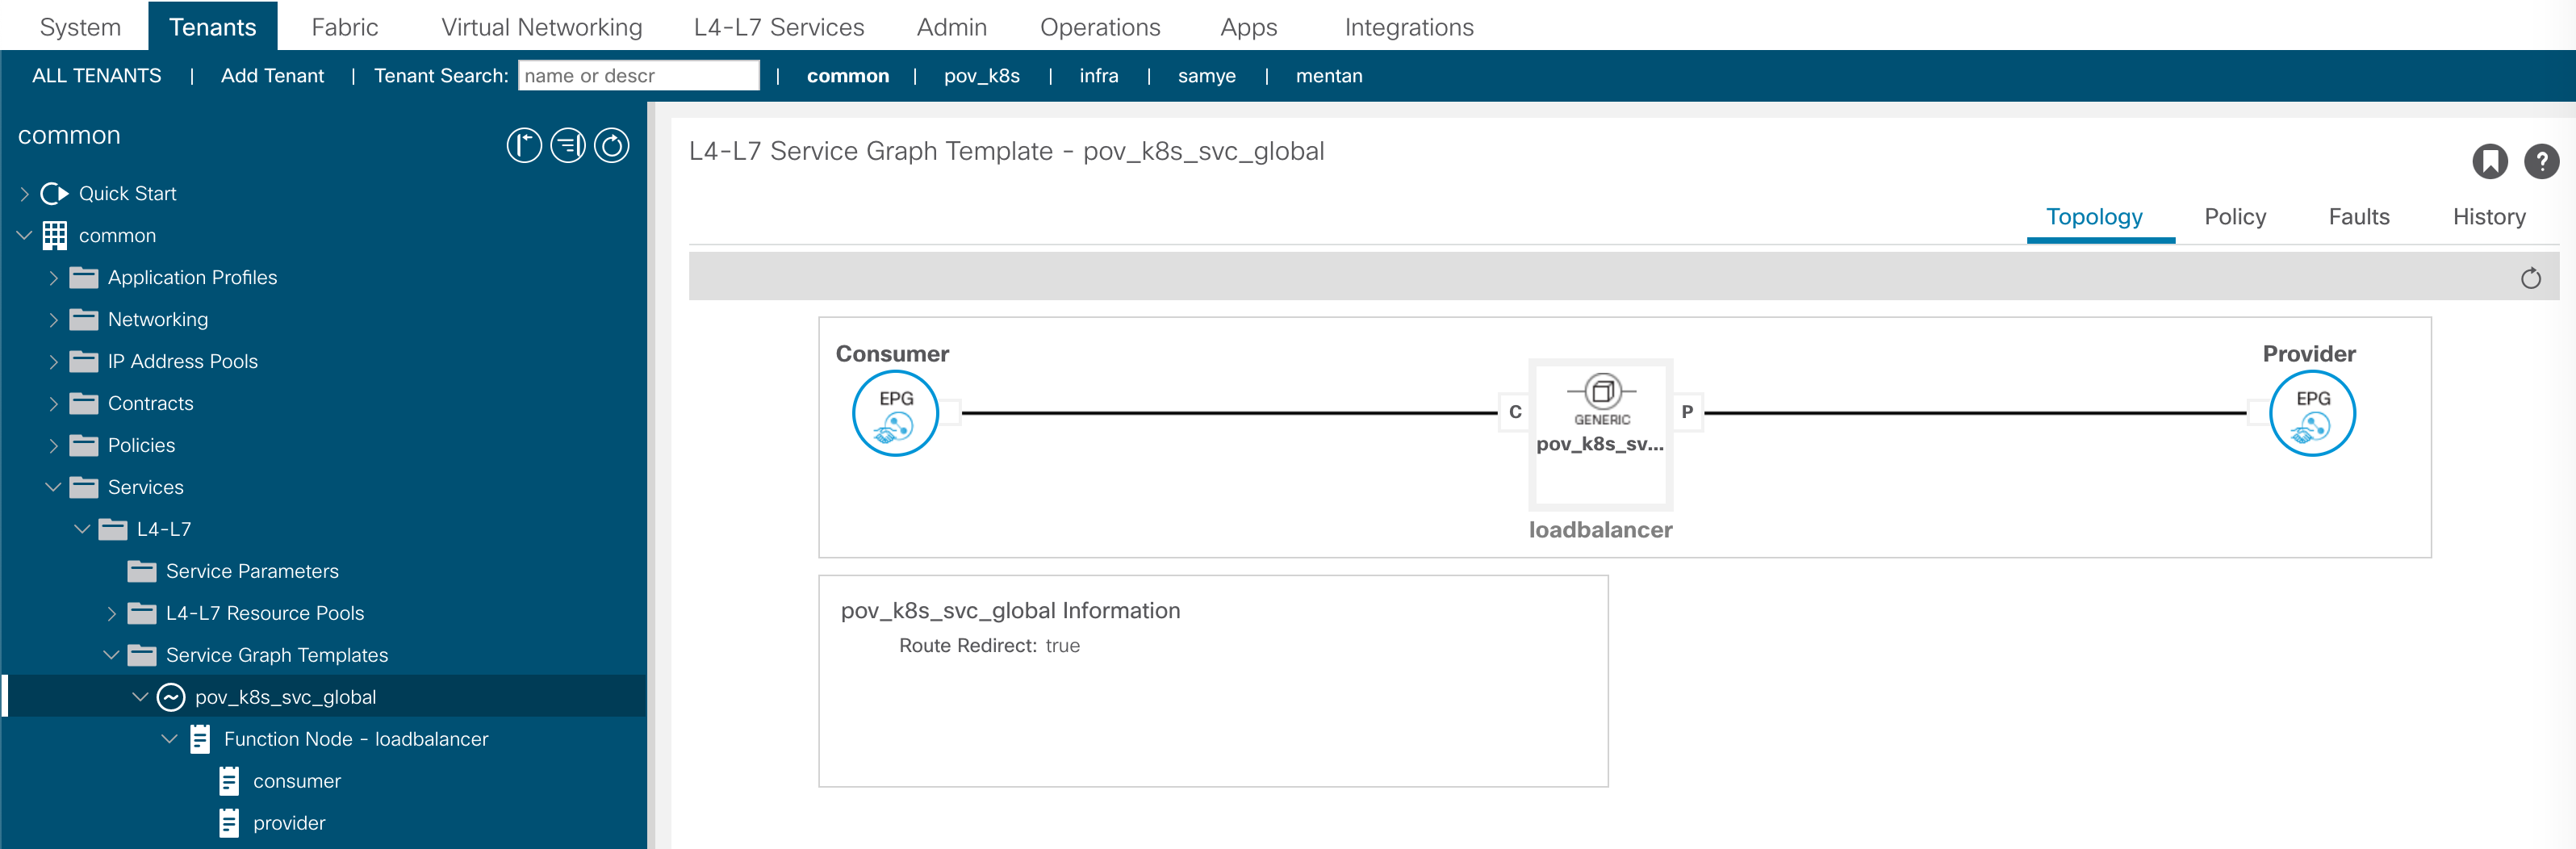 System Tenants Fabric Virtual Networking L4-L7 Services Admin Operations Apps Integrations
ALL TENANTS | Add Tenant | Tenant Search: name or descr | common | pov_k8s | infra | samye | mentan
common
Quick Start
common
Application Profiles
Networking
IP Address Pools
Contracts
Policies
Services
L4-L7
Service Parameters
L4-L7 Resource Pools
Service Graph Templates
pov_k8s_svc_global
Function Node - loadbalancer
consumer
provider
L4-L7 Service Graph Template - pov_k8s_svc_global
?
Topology Policy Faults History
Consumer Provider
EPG C GENERIC P EPG
pov_k8s_sv...
loadbalancer
pov_k8s_svc_global Information
Route Redirect: true